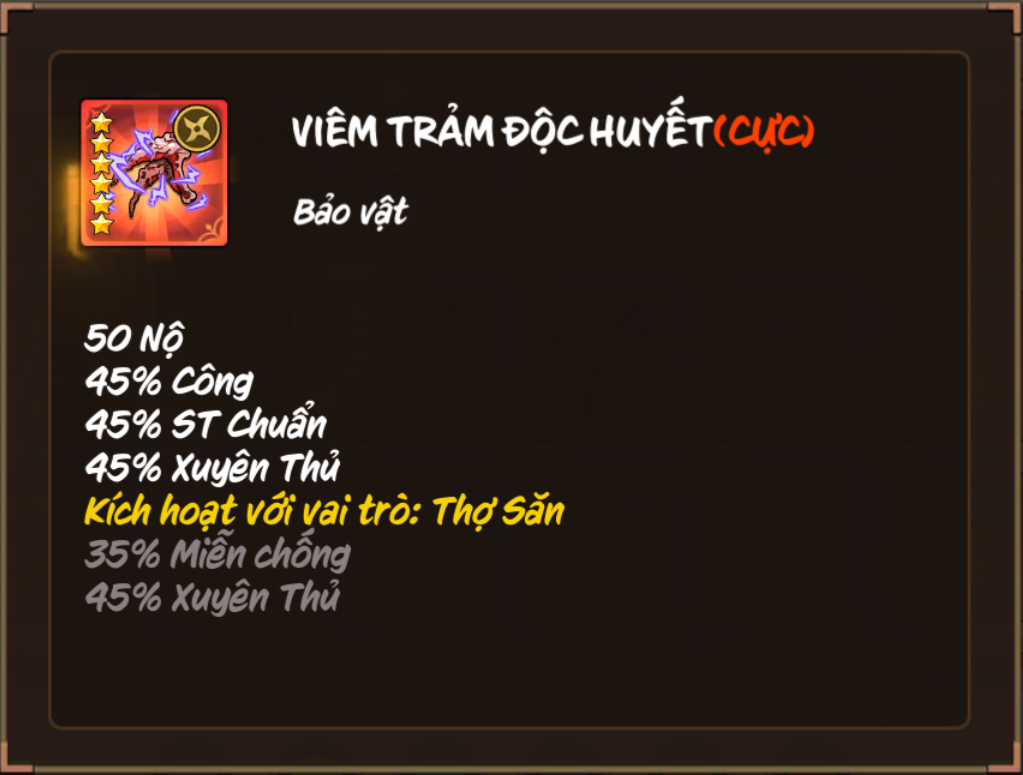 VIÊM TRẢM ĐỘC HUYẾT(CỰC)
Bảo vật
50 Nộ
45% Công
45% ST Chuẩn
45% Xuyên Thủ
Kích hoạt với vai trò: Thợ Săn
35% Miễn chống
45% Xuyên Thủ